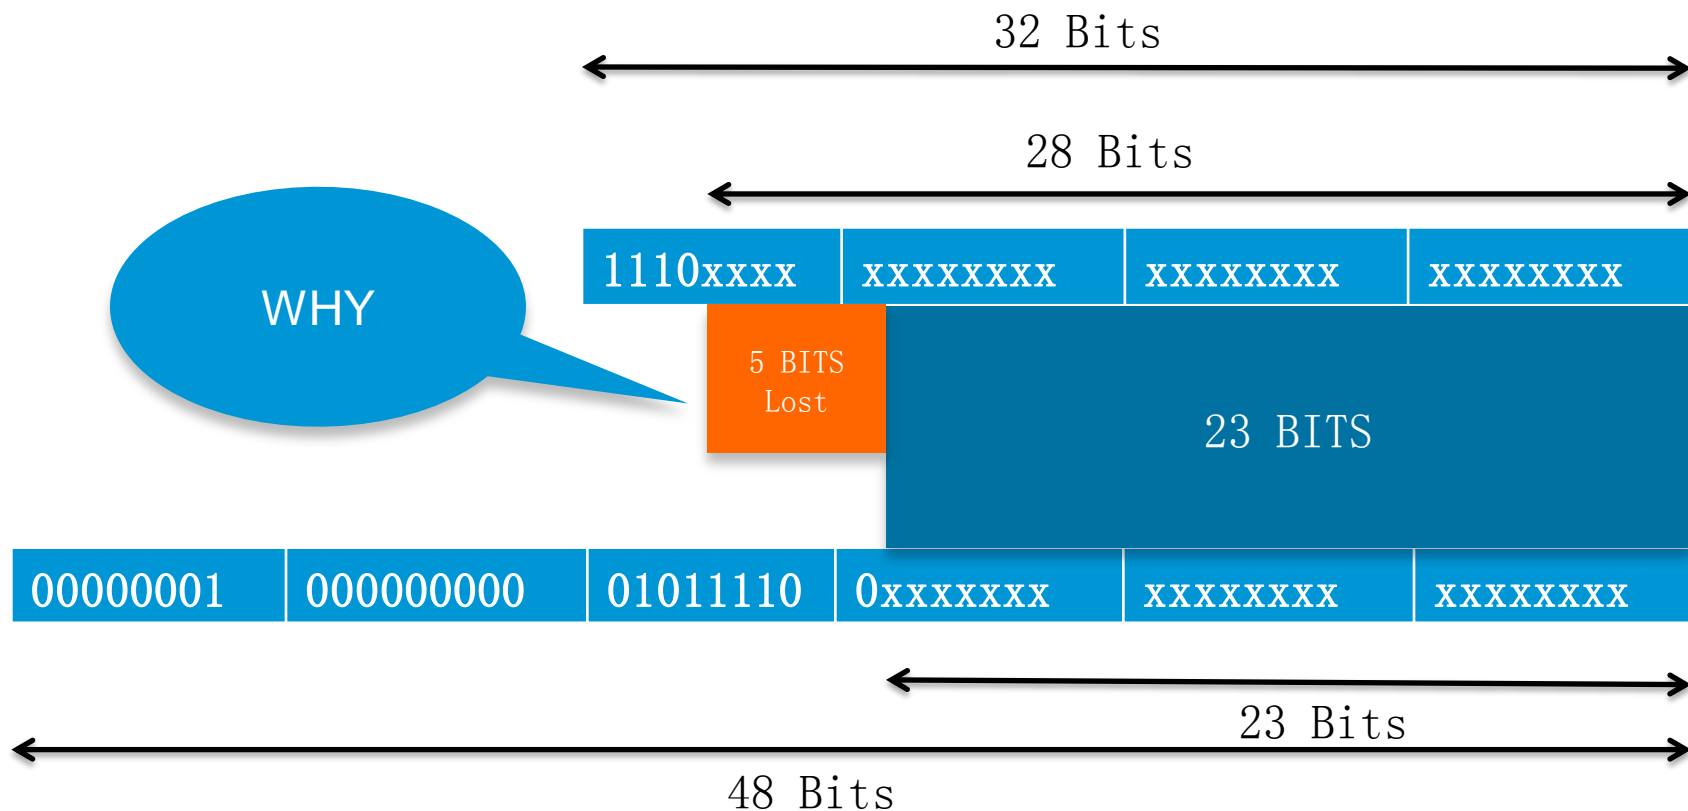 32 Bits
28 Bits
1110xxxx xxxxxxxx xxxxxxxx xxxxxxxx
WHY
5 BITS
Lost
23 BITS
00000001 000000000 01011110 0xxxxxxx xxxxxxxx xxxxxxxx
23 Bits
48 Bits